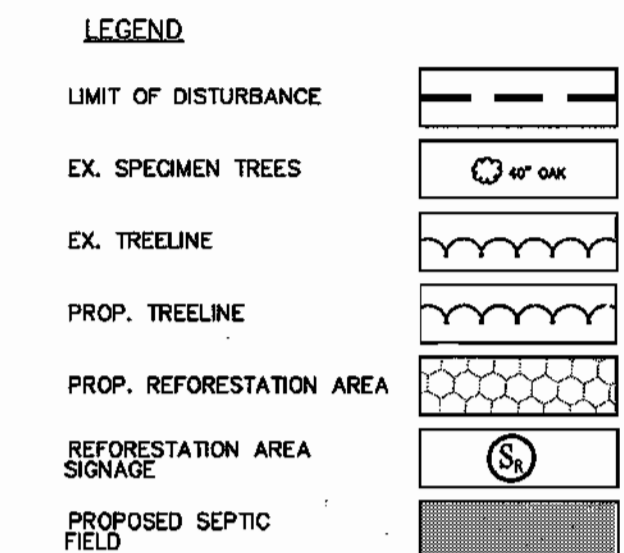 LEGEND
LIMIT OF DISTURBANCE
EX. SPECIMEN TREES
40" OAK
EX. TREELINE
PROP. TREELINE
PROP. REFORESTATION AREA
REFORESTATION AREA
SIGNAGE
SR
PROPOSED SEPTIC
FIELD